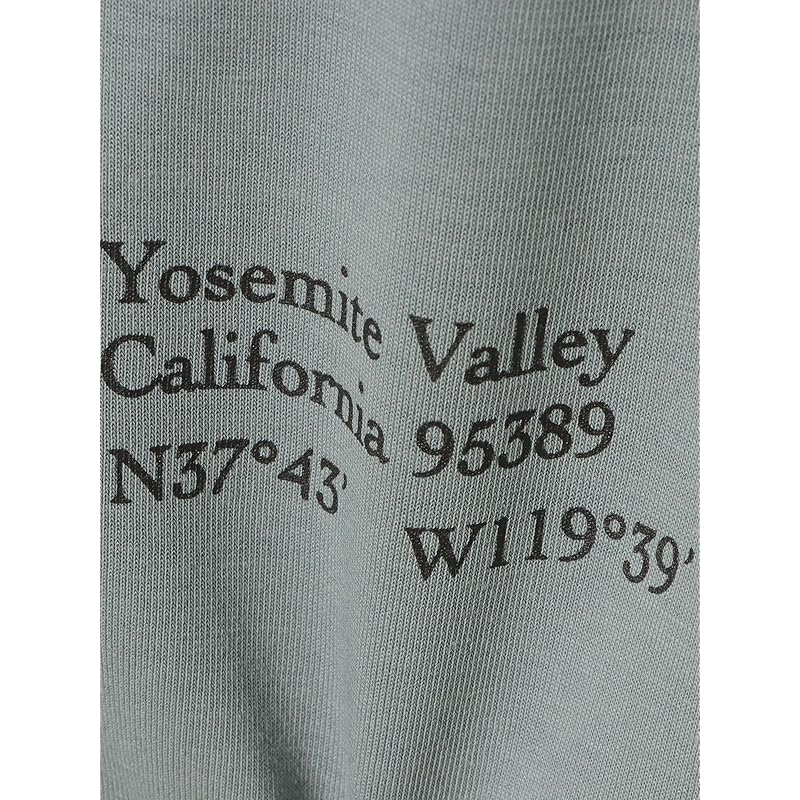 Yosemite Valley
California 95389
N37°43' W119°39'